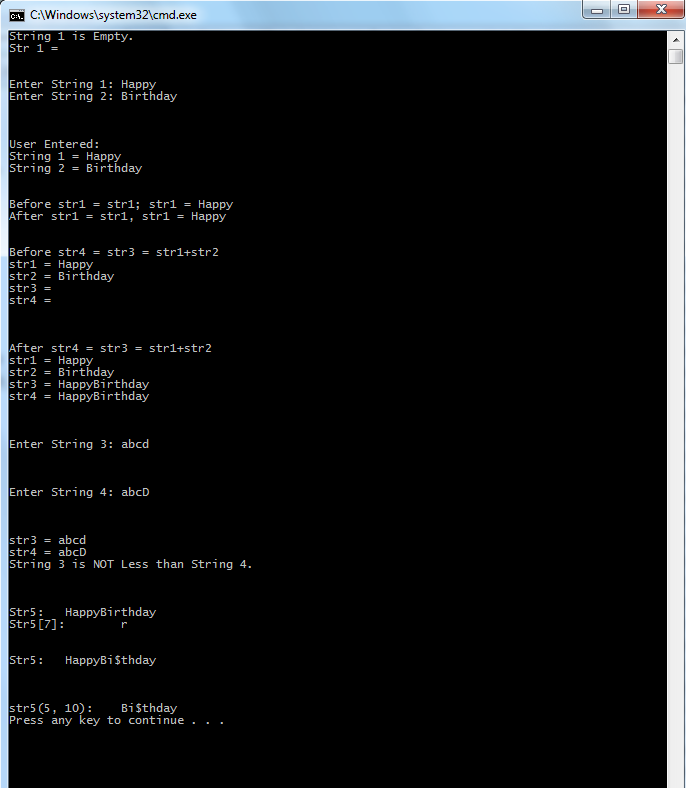 C:\Windows\system32\cmd.exe
String 1 is Empty.
Str 1 =
Enter String 1: Happy
Enter String 2: Birthday
User Entered:
String 1 = Happy
String 2 = Birthday
Before str1 = str1; str1 = Happy
After str1 = str1, str1 = Happy
Before str4 = str3 = str1+str2
str1 = Happy
str2 = Birthday
str3 =
str4 =
After str4 = str3 = str1+str2
str1 = Happy
str2 = Birthday
str3 = HappyBirthday
str4 = HappyBirthday
Enter String 3: abcd
Enter String 4: abcD
str3 = abcd
str4 = abcD
String 3 is NOT Less than String 4.
Str5:   HappyBirthday
Str5[7]:        r
Str5:   HappyBi$thday
str5(5, 10):    Bi$thday
Press any key to continue . . .